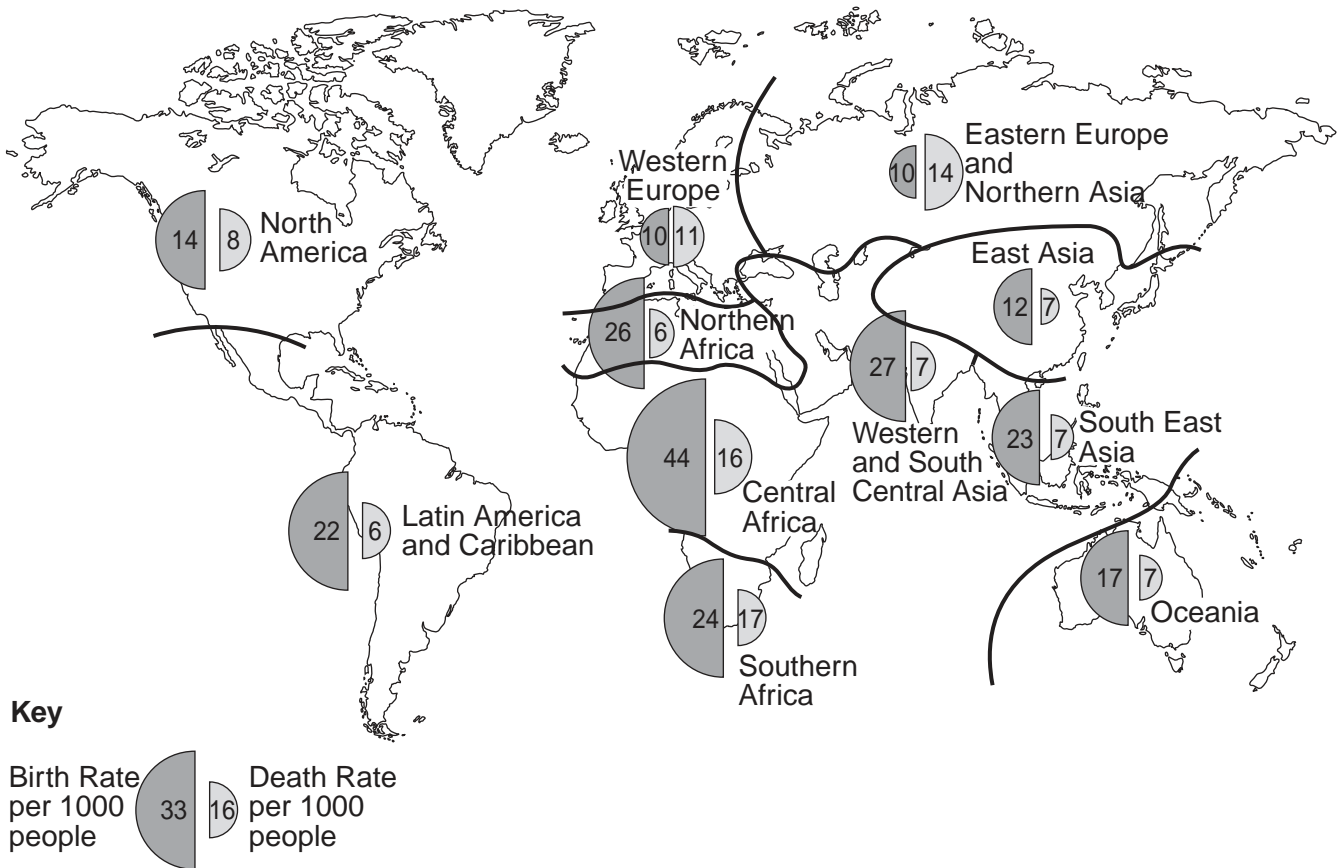 Eastern Europe
and
Northern Asia
10
14
Western
Europe
10
11
North
America
14
8
East Asia
12
7
Northern
Africa
26
6
Western
and South
Central Asia
27
7
South East
Asia
23
7
Central
Africa
44
16
Latin America
and Caribbean
22
6
Oceania
17
7
Southern
Africa
24
17
Key
Birth Rate
per 1000
people
33
16
Death Rate
per 1000
people